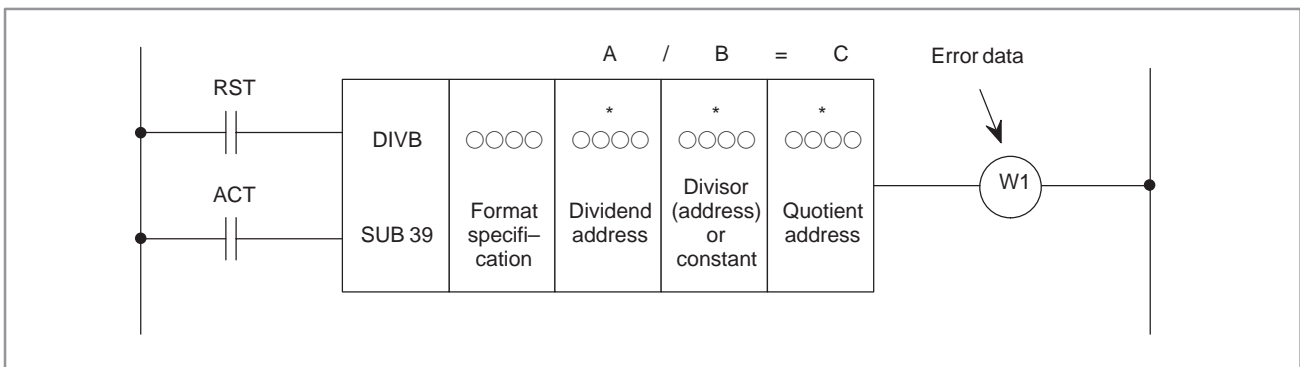 A / B = C
Error data
RST
* * *
DIVB ○○○○ ○○○○ ○○○○ ○○○○
W1
ACT
SUB 39
Format
specifi–
cation
Dividend
address
Divisor
(address)
or
constant
Quotient
address